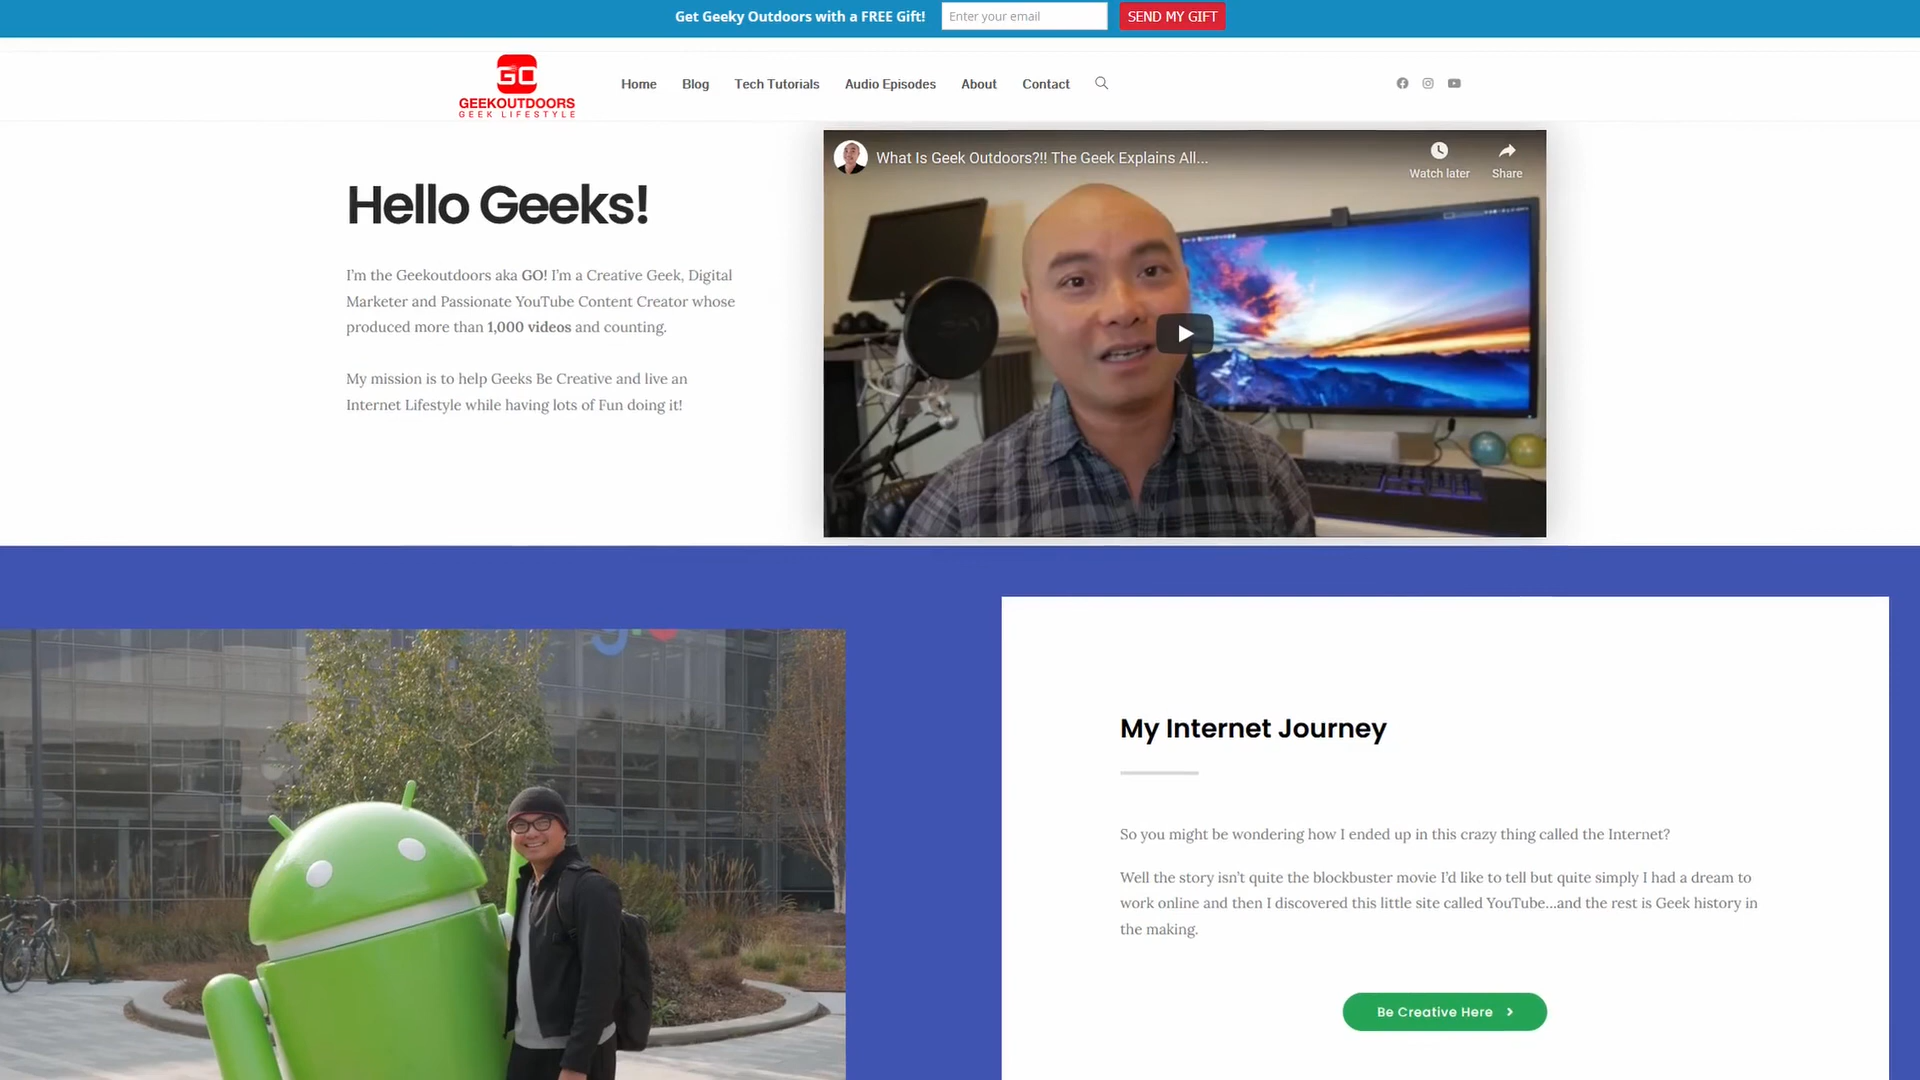 Get Geeky Outdoors with a FREE Gift!
Enter your email
SEND MY GIFT
GO
GEEKOUTDOORS
GEEK LIFESTYLE
Home
Blog
Tech Tutorials
Audio Episodes
About
Contact
What Is Geek Outdoors?!! The Geek Explains All...
Watch later
Share
Hello Geeks!
I'm the Geekoutdoors aka GO! I'm a Creative Geek, Digital
Marketer and Passionate YouTube Content Creator whose
produced more than 1,000 videos and counting.
My mission is to help Geeks Be Creative and live an
Internet Lifestyle while having lots of Fun doing it!
My Internet Journey
So you might be wondering how I ended up in this crazy thing called the Internet?
Well the story isn't quite the blockbuster movie I'd like to tell but quite simply I had a dream to
work online and then I discovered this little site called YouTube...and the rest is Geek history in
the making.
Be Creative Here